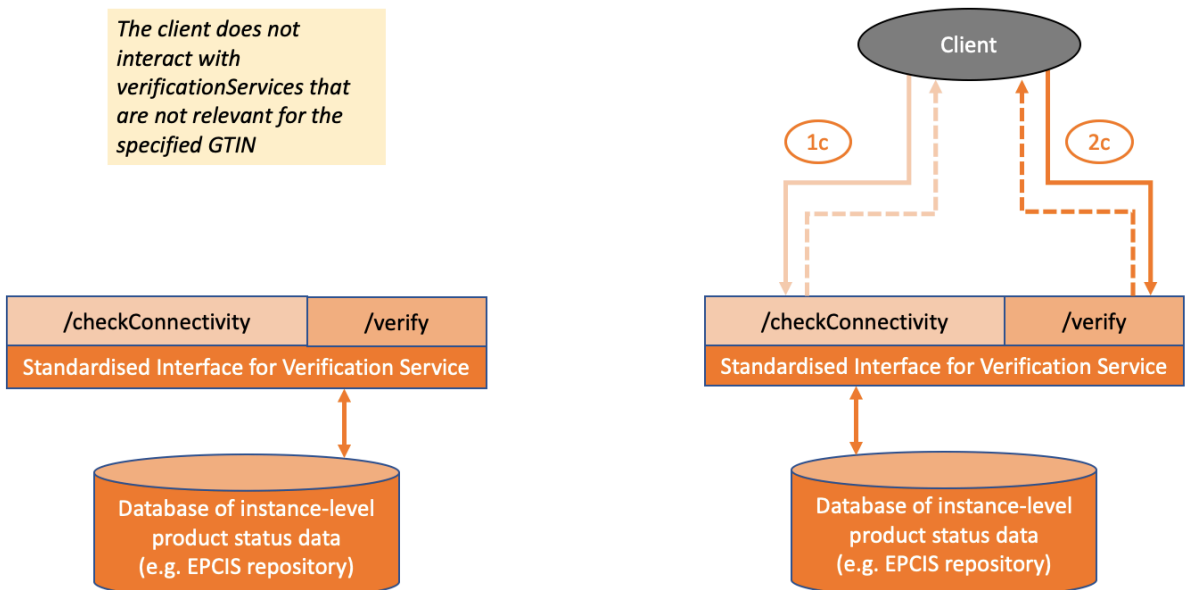 The client does not
interact with
verificationServices that
are not relevant for the
specified GTIN
Client
1c
2c
/checkConnectivity
/verify
Standardised Interface for Verification Service
Database of instance-level
product status data
(e.g. EPCIS repository)
/checkConnectivity
/verify
Standardised Interface for Verification Service
Database of instance-level
product status data
(e.g. EPCIS repository)